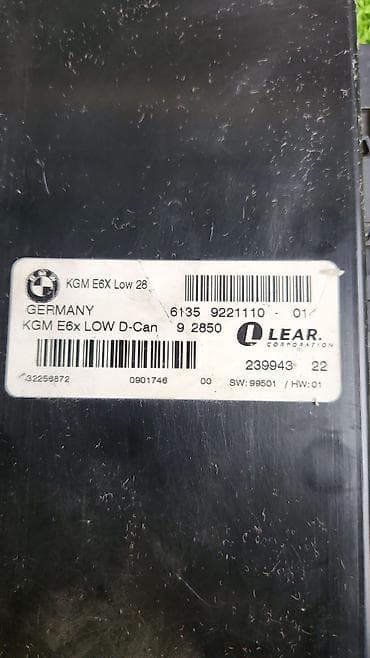 KGM E6X Low 28
GERMANY 6135 9221110 - 01
KGM E6x LOW D-Can 9 2850
LEAR.
CORPORATION
239943 22
32256872 0901746 00 SW: 99501 / HW: 01